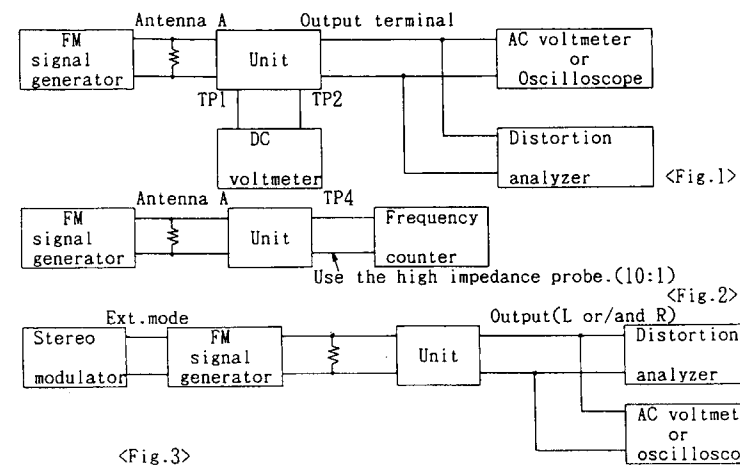 Antenna A
Output terminal
FM
signal
generator
Unit
AC voltmeter
or
Oscilloscope
TP1
TP2
DC
voltmeter
Distortion
analyzer
<Fig.1>
Antenna A
TP4
FM
signal
generator
Unit
Frequency
counter
Use the high impedance probe.(10:1)
<Fig.2>
Ext.mode
Output(L or/and R)
Stereo
modulator
FM
signal
generator
Unit
Distortion
analyzer
AC voltmet
or
oscillosco
<Fig.3>